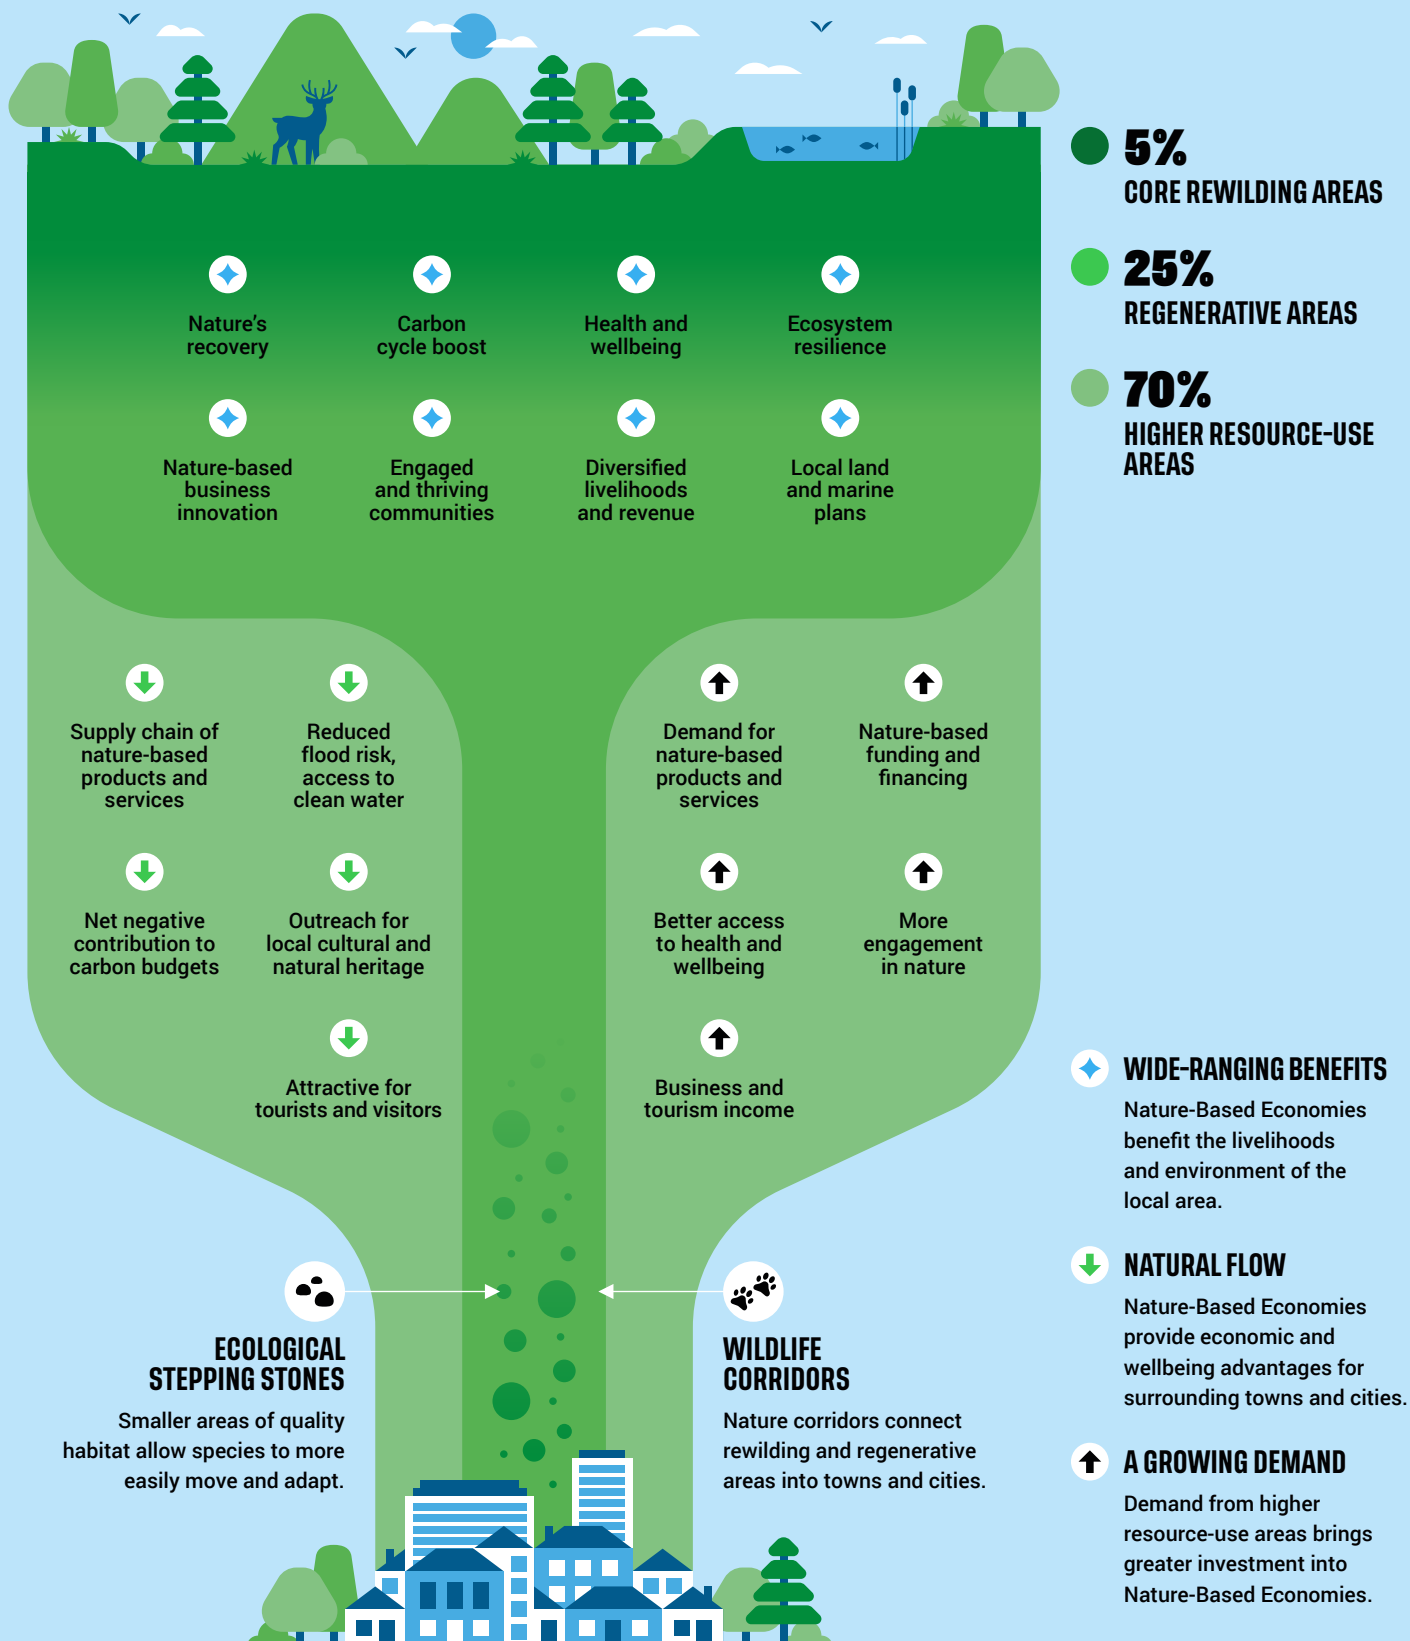 5%
CORE REWILDING AREAS
25%
REGENERATIVE AREAS
70%
HIGHER RESOURCE-USE
AREAS
Nature's
recovery
Carbon
cycle boost
Health and
wellbeing
Ecosystem
resilience
Nature-based
business
innovation
Engaged
and thriving
communities
Diversified
livelihoods
and revenue
Local land
and marine
plans
Supply chain of
nature-based
products and
services
Reduced
flood risk,
access to
clean water
Demand for
nature-based
products and
services
Nature-based
funding and
financing
Net negative
contribution to
carbon budgets
Outreach for
local cultural and
natural heritage
Better access
to health and
wellbeing
More
engagement
in nature
Attractive for
tourists and visitors
Business and
tourism income
ECOLOGICAL
STEPPING STONES
Smaller areas of quality
habitat allow species to more
easily move and adapt.
WILDLIFE
CORRIDORS
Nature corridors connect
rewilding and regenerative
areas into towns and cities.
WIDE-RANGING BENEFITS
Nature-Based Economies
benefit the livelihoods
and environment of the
local area.
NATURAL FLOW
Nature-Based Economies
provide economic and
wellbeing advantages for
surrounding towns and cities.
A GROWING DEMAND
Demand from higher
resource-use areas brings
greater investment into
Nature-Based Economies.